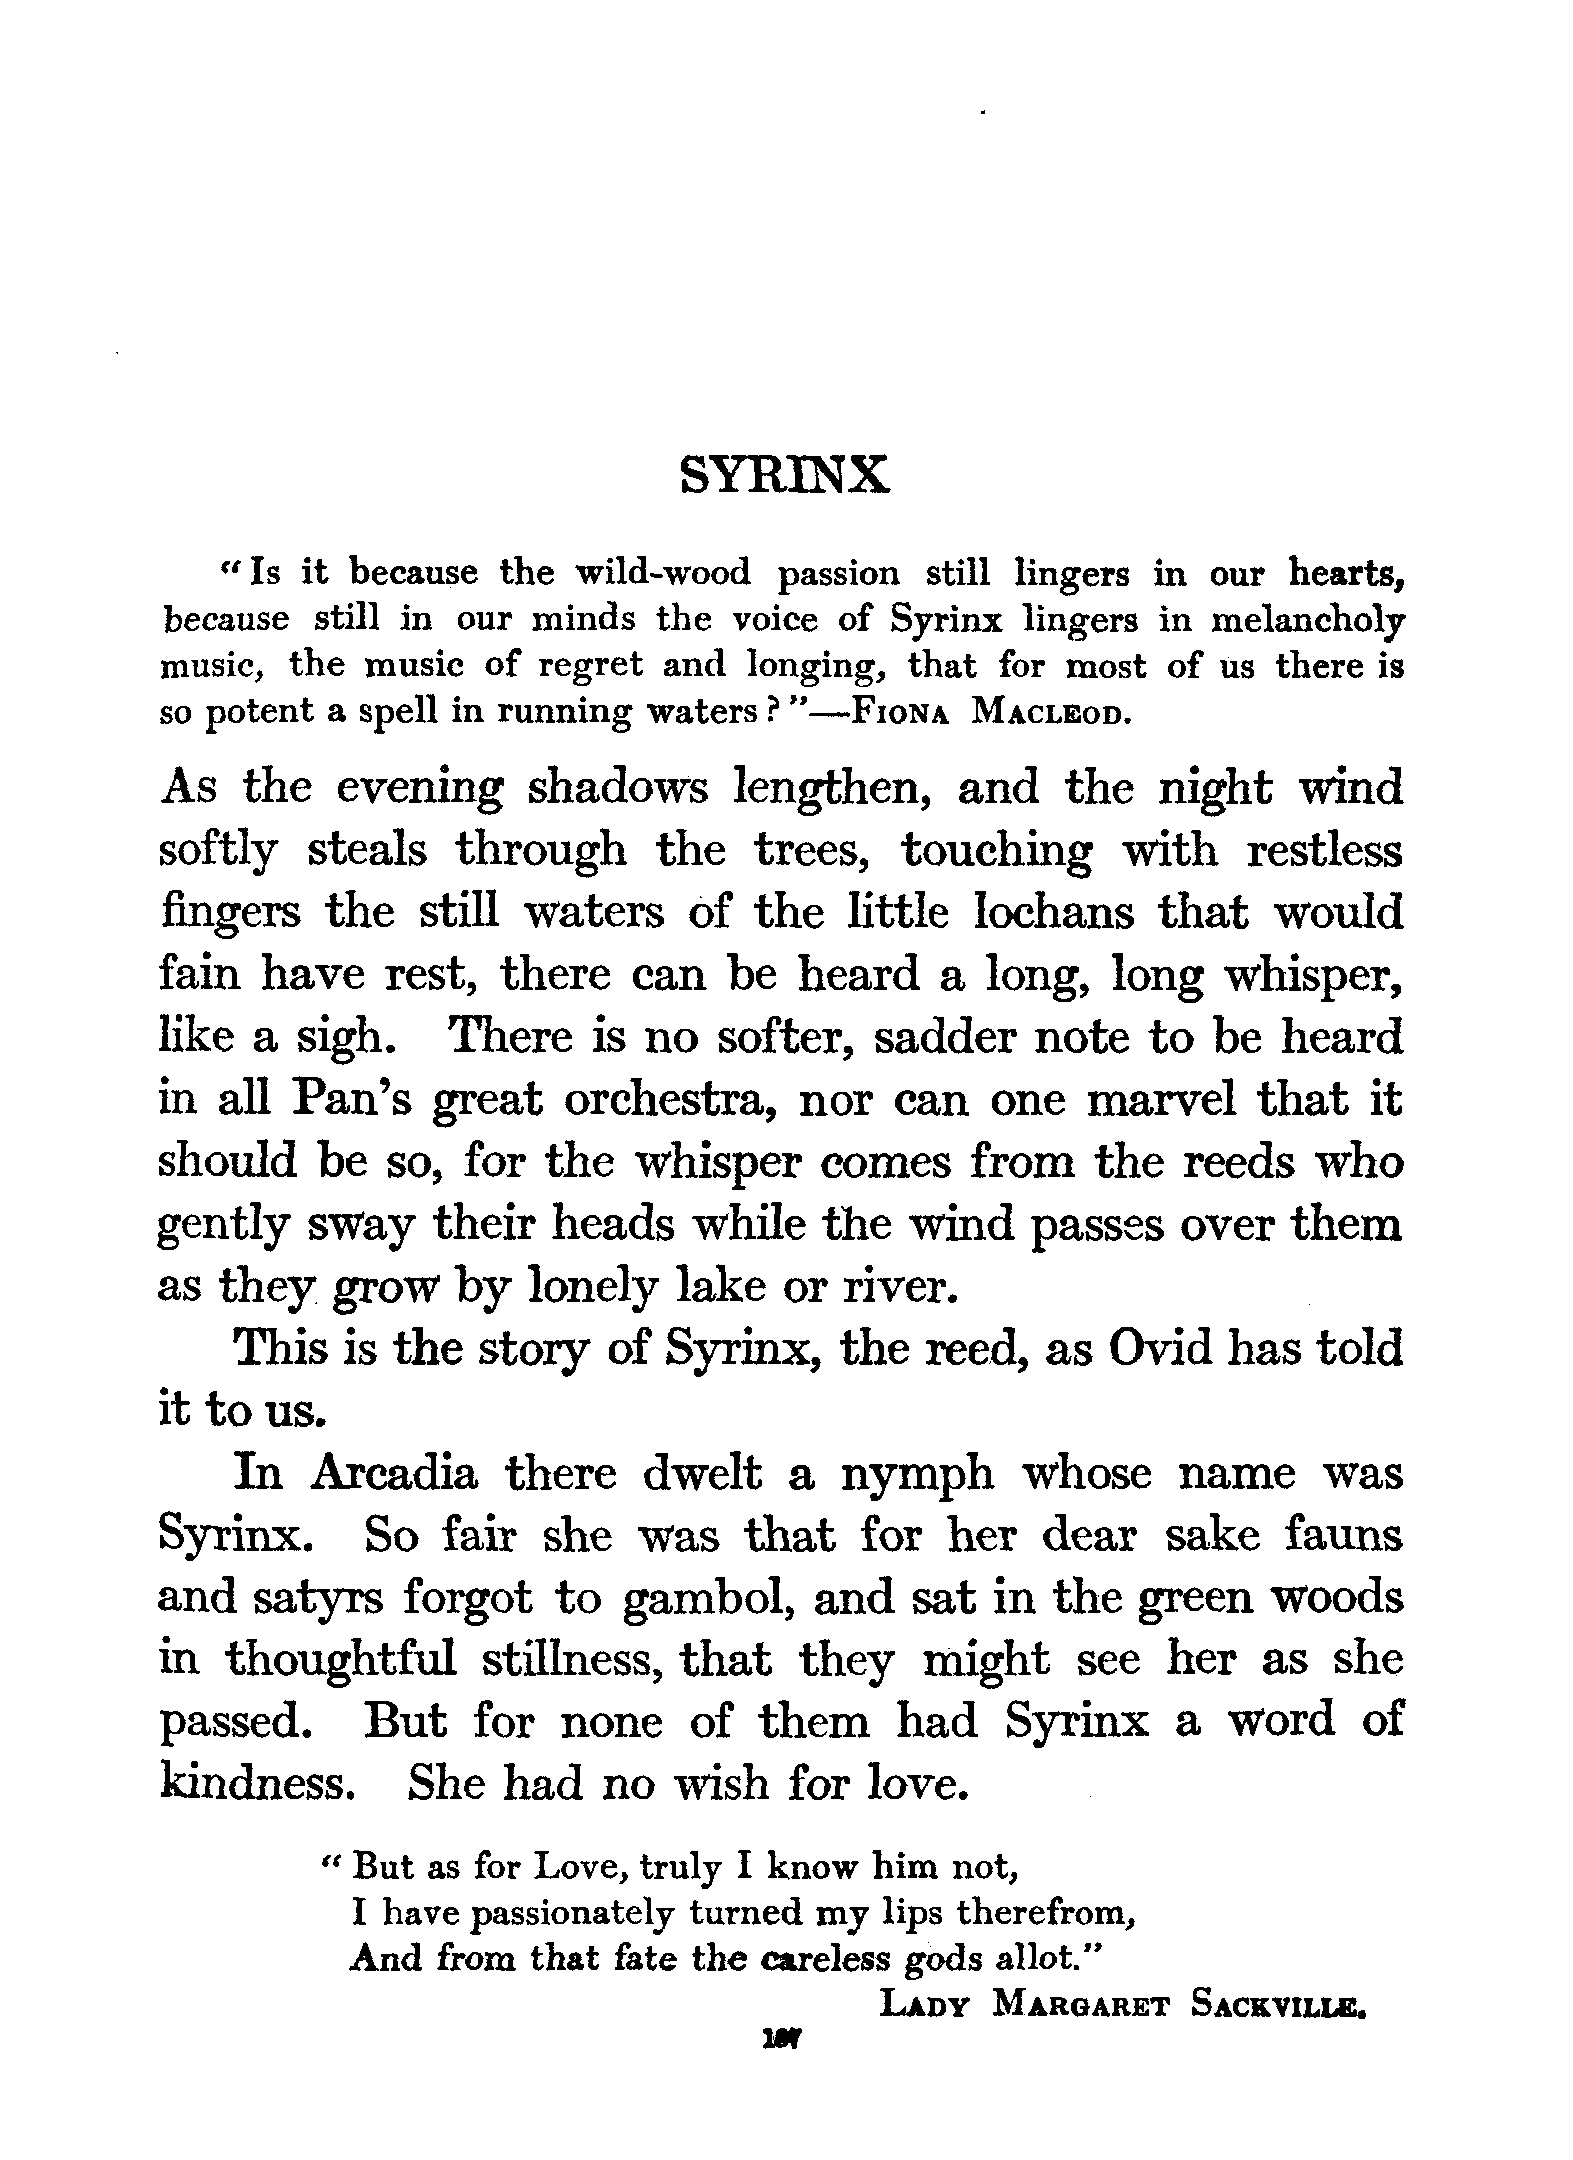 SYRINX
“Is it because the wild-wood passion still lingers in our hearts,
because still in our minds the voice of Syrinx lingers in melancholy
music, the music of regret and longing, that for most of us there is
so potent a spell in running waters?”—Fiona Macleod.
As the evening shadows lengthen, and the night wind
softly steals through the trees, touching with restless
fingers the still waters of the little lochans that would
fain have rest, there can be heard a long, long whisper,
like a sigh. There is no softer, sadder note to be heard
in all Pan’s great orchestra, nor can one marvel that it
should be so, for the whisper comes from the reeds who
gently sway their heads while the wind passes over them
as they grow by lonely lake or river.
This is the story of Syrinx, the reed, as Ovid has told
it to us.
In Arcadia there dwelt a nymph whose name was
Syrinx. So fair she was that for her dear sake fauns
and satyrs forgot to gambol, and sat in the green woods
in thoughtful stillness, that they might see her as she
passed. But for none of them had Syrinx a word of
kindness. She had no wish for love.
“But as for Love, truly I know him not,
I have passionately turned my lips therefrom,
And from that fate the careless gods allot.”
Lady Margaret Sackville.